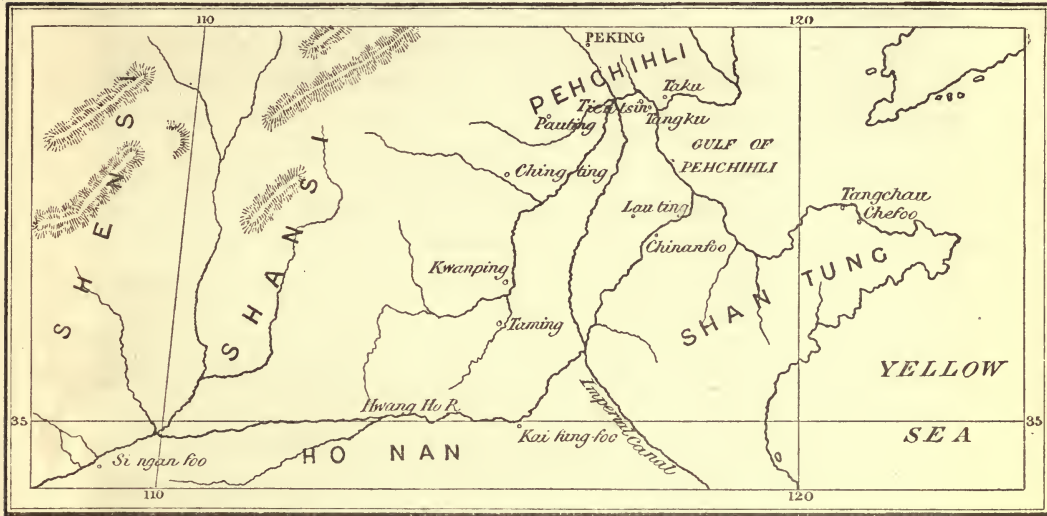 110
120
PEKING
PEHCHIHLI
Taku
Tientsin
Tangku
Pauting
GULF OF
PEHCHIHLI
Ching ting
Lau ting
Tangchau
Chefoo
Chinanfoo
SHENSI
SHANSI
Kwanping
SHAN TUNG
Taming
YELLOW
SEA
Hwang Ho R.
Imperial Canal
35
35
Kai fung-foo
HO NAN
Si ngan foo
110
120